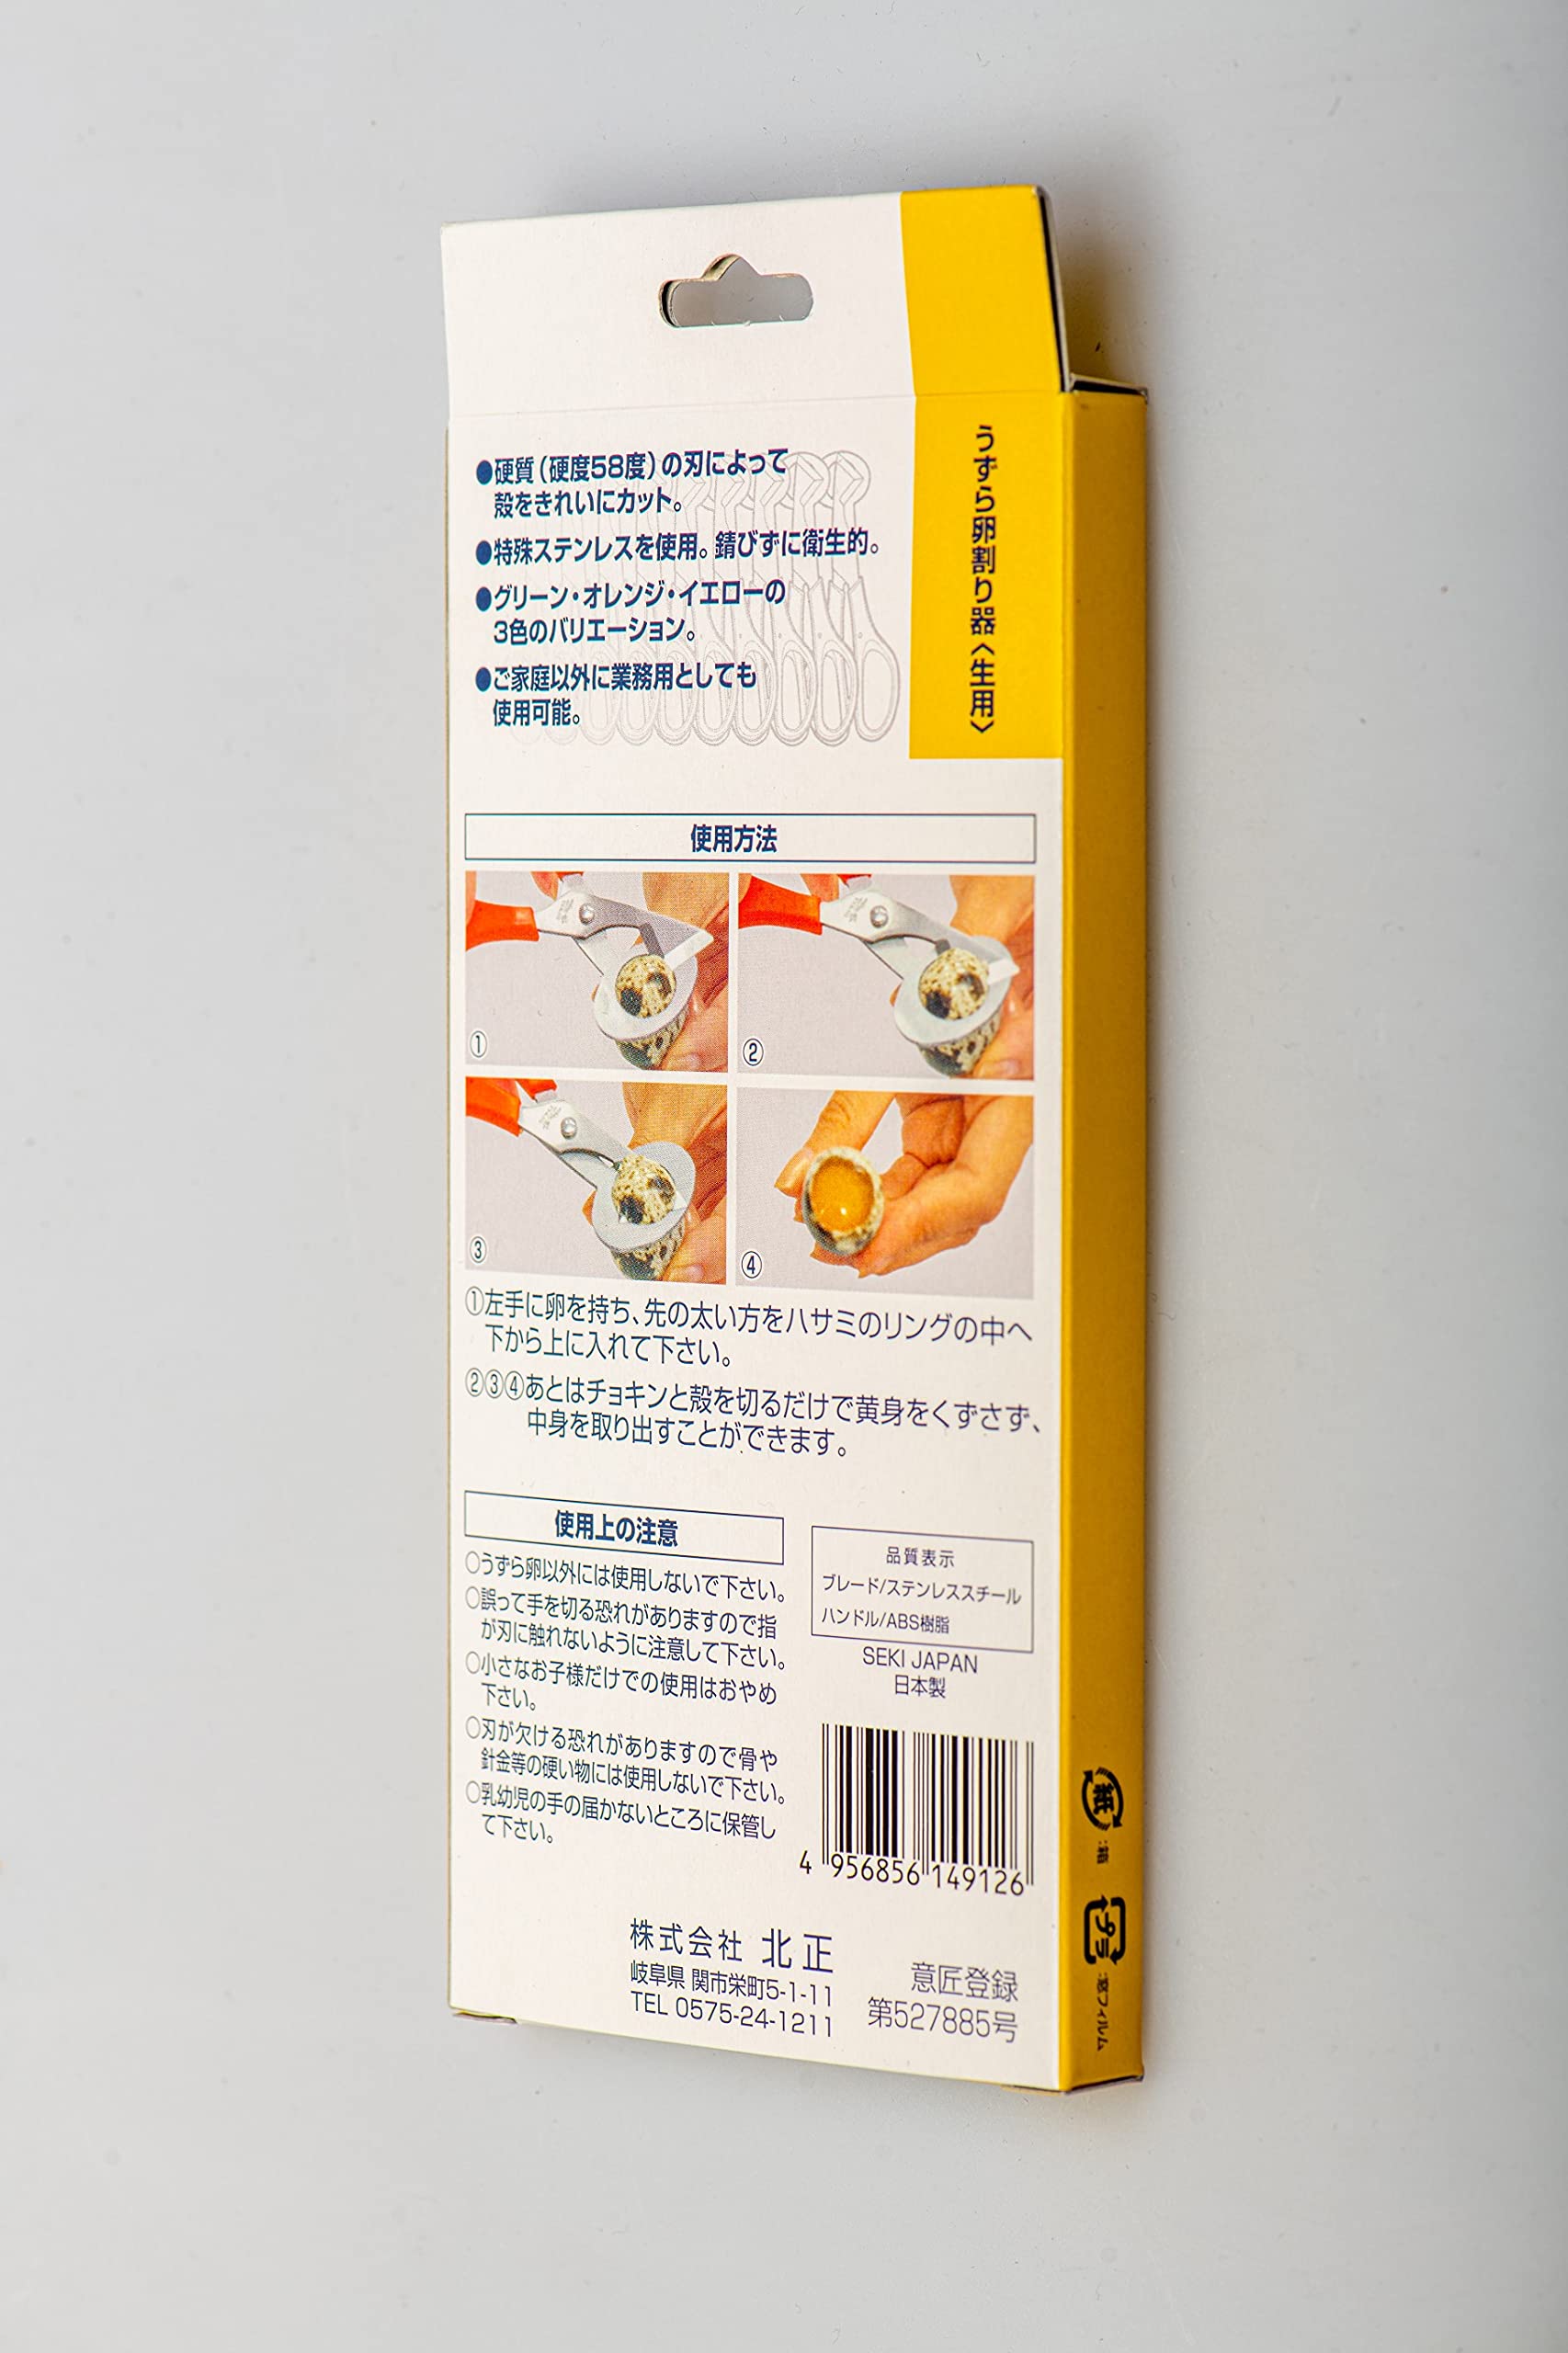 うずら卵割り器〈生用〉
●硬質(硬度58度)の刃によって
殻をきれいにカット。
●特殊ステンレスを使用。錆びずに衛生的。
●グリーン・オレンジ・イエローの
3色のバリエーション。
●ご家庭以外に業務用としても
使用可能。
使用方法
①
②
③
④
①左手に卵を持ち、先の太い方をハサミのリングの中へ
下から上に入れて下さい。
②③④あとはチョキンと殻を切るだけで黄身をくずさず、
中身を取り出すことができます。
使用上の注意
○うずら卵以外には使用しないで下さい。
○誤って手を切る恐れがありますので指
が刃に触れないように注意して下さい。
○小さなお子様だけでの使用はおやめ
下さい。
○刃が欠ける恐れがありますので骨や
針金等の硬い物には使用しないで下さい。
○乳幼児の手の届かないところに保管し
て下さい。
品質表示
ブレード/ステンレススチール
ハンドル/ABS樹脂
SEKI JAPAN
日本製
4 956856 149126
株式会社 北正
岐阜県 関市栄町5-1-11
TEL 0575-24-1211
意匠登録
第527885号
紙:箱
プラ:窓フィルム